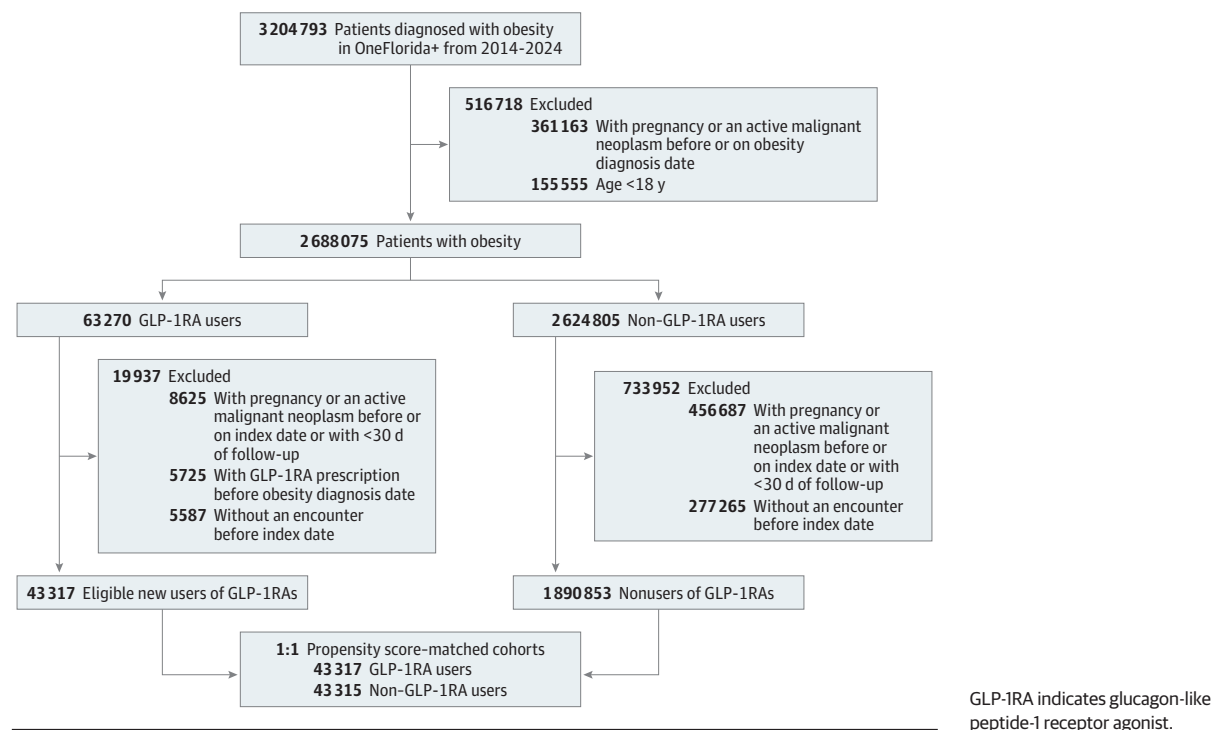 3204793 Patients diagnosed with obesity
in OneFlorida+ from 2014-2024
516718 Excluded
361163 With pregnancy or an active malignant
neoplasm before or on obesity
diagnosis date
155555 Age <18 y
2688075 Patients with obesity
63270 GLP-1RA users
2624805 Non–GLP-1RA users
19937 Excluded
8625 With pregnancy or an active
malignant neoplasm before or
on index date or with <30 d
of follow-up
5725 With GLP-1RA prescription
before obesity diagnosis date
5587 Without an encounter
before index date
733952 Excluded
456687 With pregnancy or
an active malignant
neoplasm before or
on index date or with
<30 d of follow-up
277265 Without an encounter
before index date
43317 Eligible new users of GLP-1RAs
1890853 Nonusers of GLP-1RAs
1:1 Propensity score–matched cohorts
43317 GLP-1RA users
43315 Non–GLP-1RA users
GLP-1RA indicates glucagon-like
peptide-1 receptor agonist.